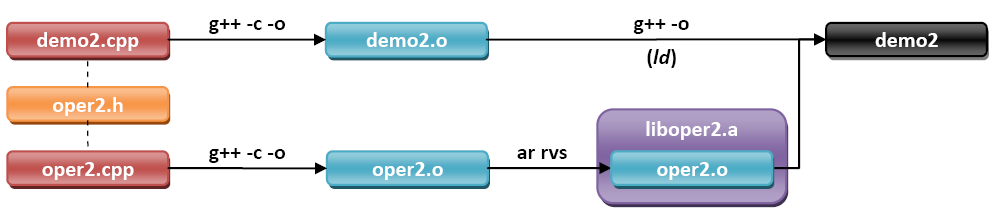 g++ -c -o
g++ -o
demo2.cpp
demo2.o
demo2
(ld)
oper2.h
liboper2.a
g++ -c -o
ar rvs
oper2.cpp
oper2.o
oper2.o